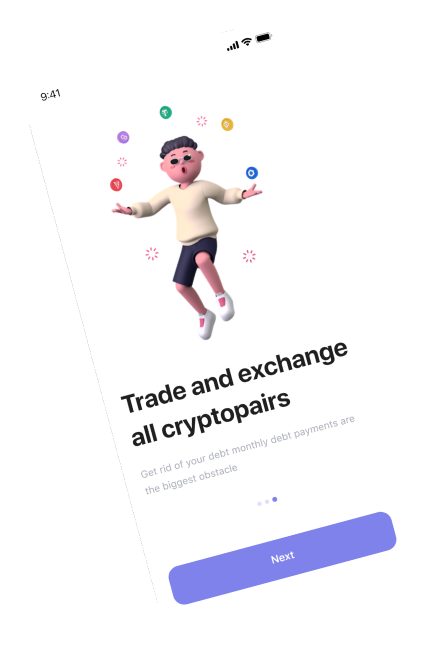 9:41
Trade and exchange
all cryptopairs
Get rid of your debt monthly debt payments are
the biggest obstacle
Next